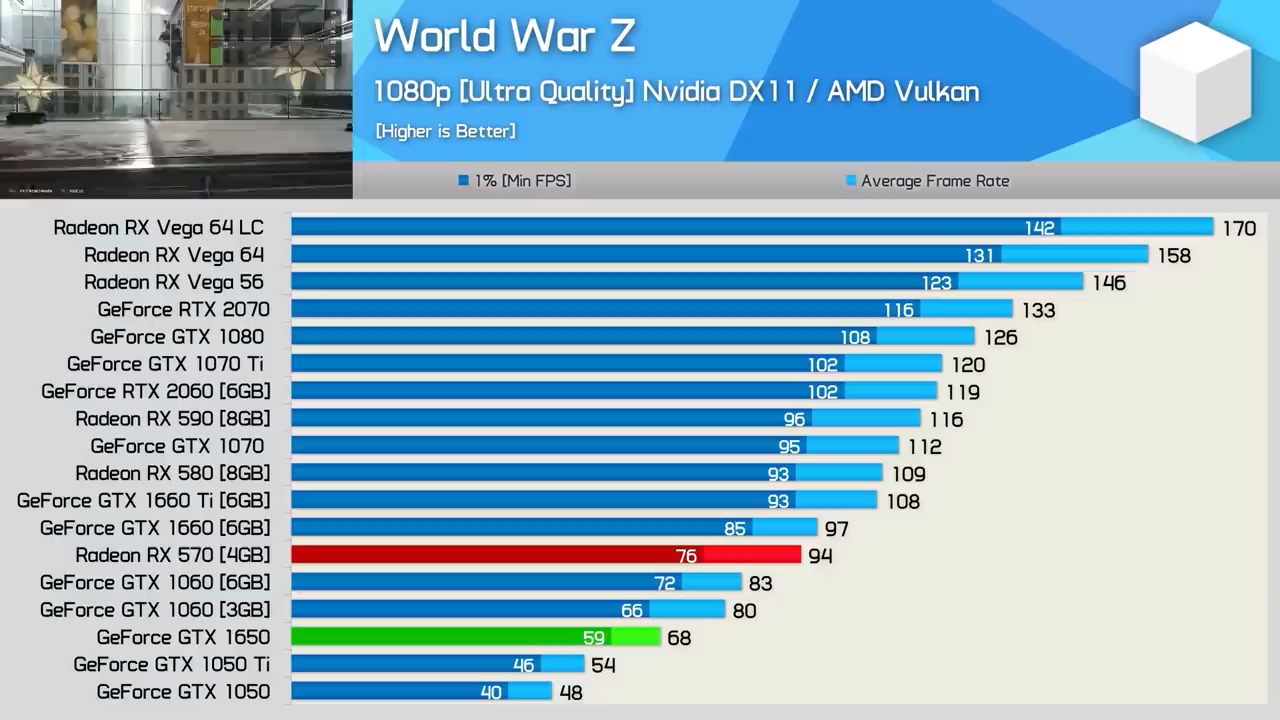 World War Z
1080p [Ultra Quality] Nvidia DX11 / AMD Vulkan
[Higher is Better]
1% [Min FPS]
Average Frame Rate
Radeon RX Vega 64 LC 142 170
Radeon RX Vega 64 131 158
Radeon RX Vega 56 123 146
GeForce RTX 2070 116 133
GeForce GTX 1080 108 126
GeForce GTX 1070 Ti 102 120
GeForce RTX 2060 [6GB] 102 119
Radeon RX 590 [8GB] 96 116
GeForce GTX 1070 95 112
Radeon RX 580 [8GB] 93 109
GeForce GTX 1660 Ti [6GB] 93 108
GeForce GTX 1660 [6GB] 85 97
Radeon RX 570 [4GB] 76 94
GeForce GTX 1060 [6GB] 72 83
GeForce GTX 1060 [3GB] 66 80
GeForce GTX 1650 59 68
GeForce GTX 1050 Ti 46 54
GeForce GTX 1050 40 48